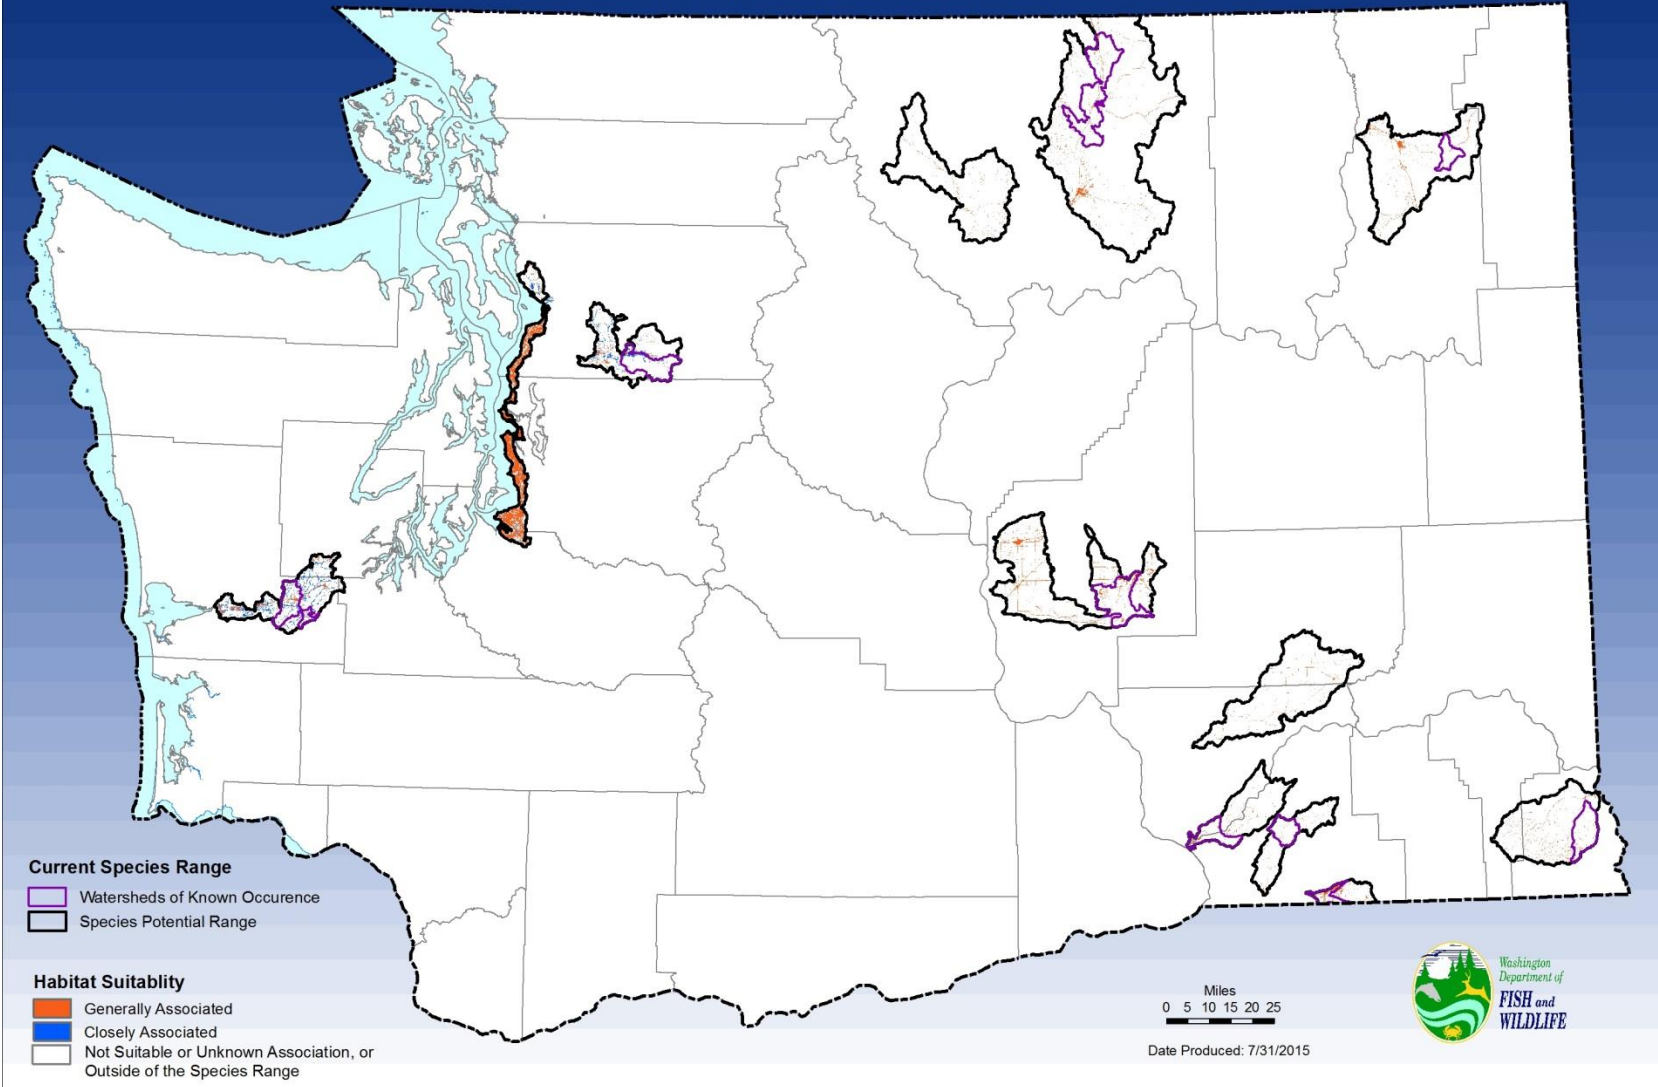 Current Species Range
Watersheds of Known Occurence
Species Potential Range
Habitat Suitablity
Generally Associated
Closely Associated
Not Suitable or Unknown Association, or
Outside of the Species Range
Miles
0 5 10 15 20 25
Date Produced: 7/31/2015
Washington
Department of
FISH and
WILDLIFE